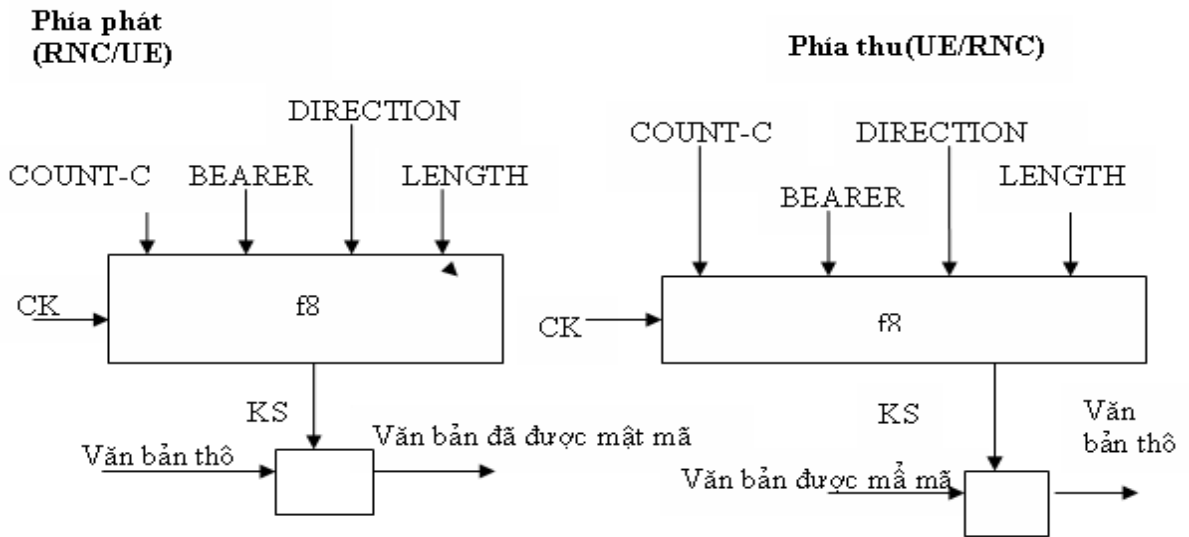 Phía phát
(RNC/UE)
Phía thu(UE/RNC)
DIRECTION
COUNT-C
BEARER
LENGTH
CK
f8
KS
Văn bản thô
Văn bản đã được mật mã
COUNT-C
DIRECTION
BEARER
LENGTH
CK
f8
KS
Văn
bản thô
Văn bản được mẩ mã